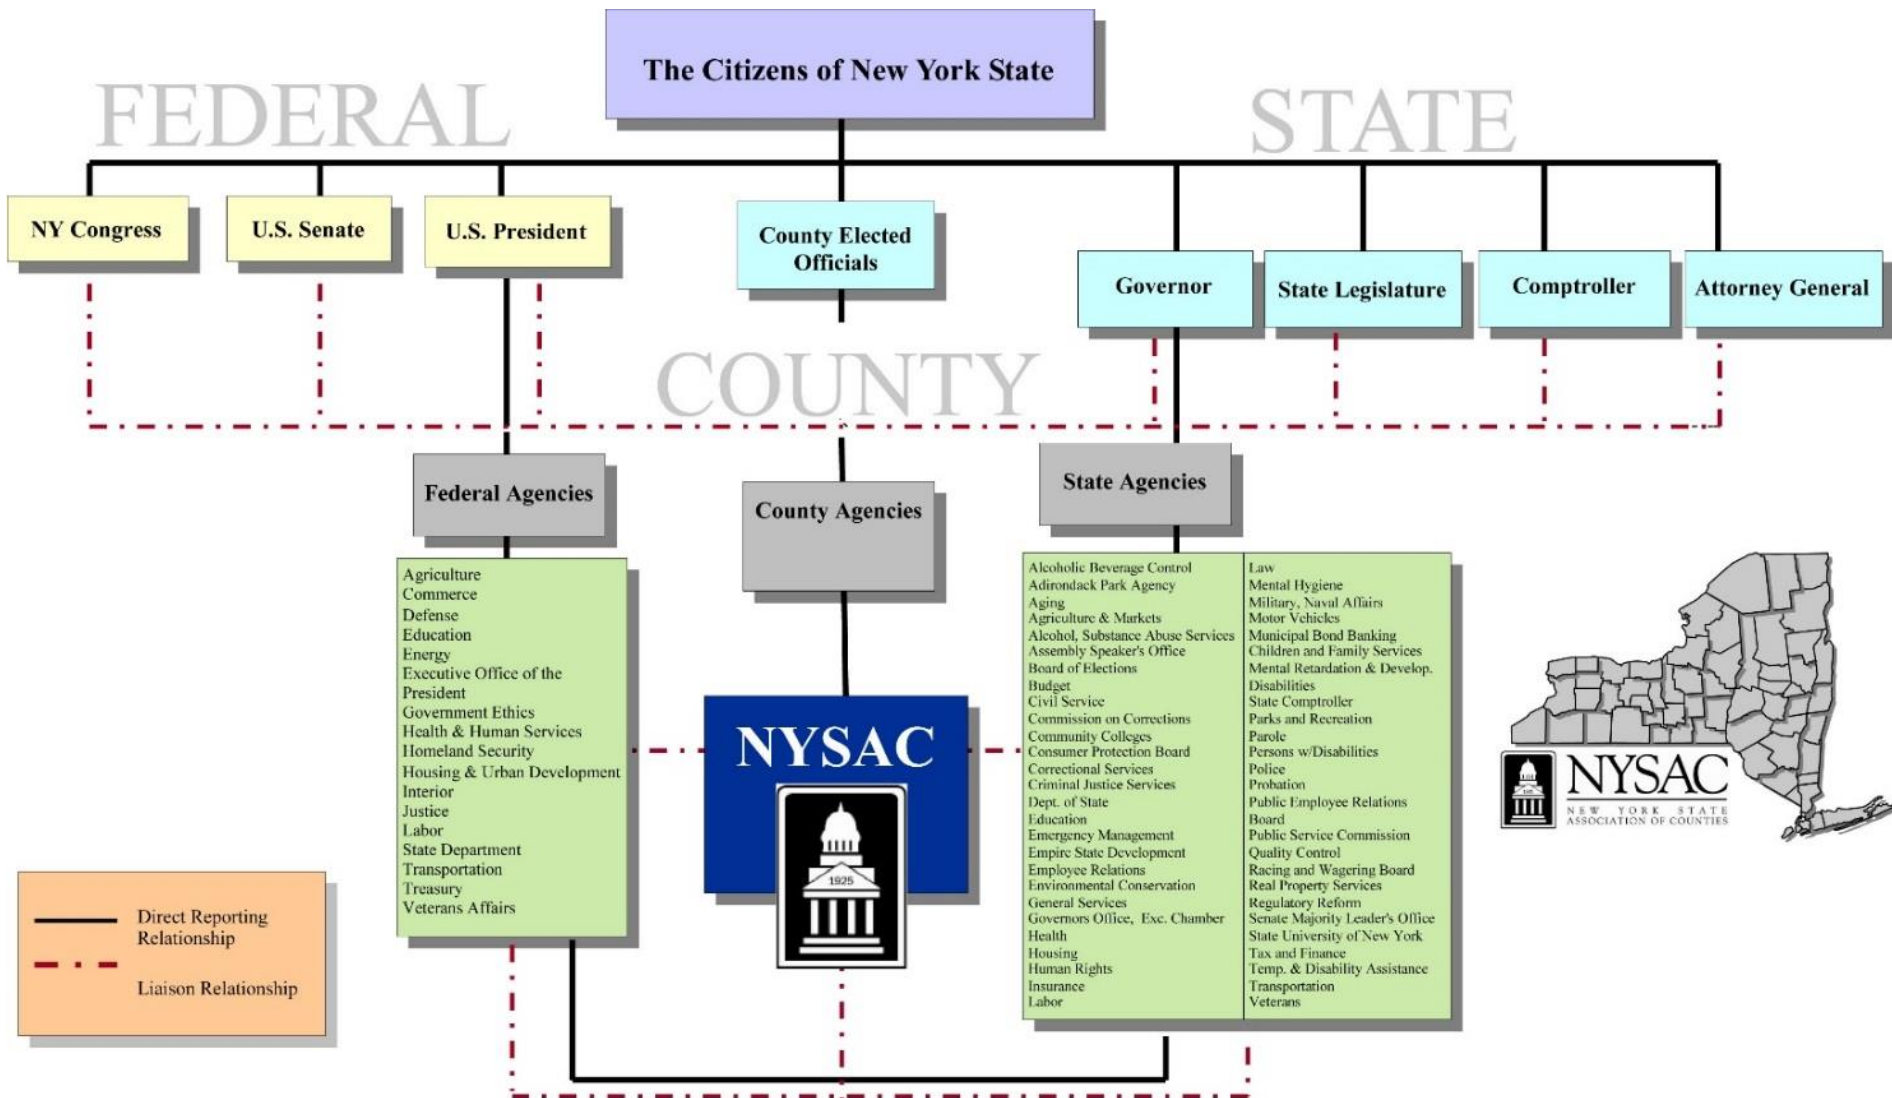 The Citizens of New York State
FEDERAL
STATE
NY Congress
U.S. Senate
U.S. President
County Elected
Officials
Governor
State Legislature
Comptroller
Attorney General
COUNTY
Federal Agencies
County Agencies
State Agencies
Agriculture
Commerce
Defense
Education
Energy
Executive Office of the
President
Government Ethics
Health & Human Services
Homeland Security
Housing & Urban Development
Interior
Justice
Labor
State Department
Transportation
Treasury
Veterans Affairs
NYSAC
1925
Alcoholic Beverage Control
Adirondack Park Agency
Aging
Agriculture & Markets
Alcohol, Substance Abuse Services
Assembly Speaker's Office
Board of Elections
Budget
Civil Service
Commission on Corrections
Community Colleges
Consumer Protection Board
Correctional Services
Criminal Justice Services
Dept. of State
Education
Emergency Management
Empire State Development
Employee Relations
Environmental Conservation
General Services
Governors Office, Exc. Chamber
Health
Housing
Human Rights
Insurance
Labor
Law
Mental Hygiene
Military, Naval Affairs
Motor Vehicles
Municipal Bond Banking
Children and Family Services
Mental Retardation & Develop.
Disabilities
State Comptroller
Parks and Recreation
Parole
Persons w/Disabilities
Police
Probation
Public Employee Relations
Board
Public Service Commission
Quality Control
Racing and Wagering Board
Real Property Services
Regulatory Reform
Senate Majority Leader's Office
State University of New York
Tax and Finance
Temp. & Disability Assistance
Transportation
Veterans
NYSAC
NEW YORK STATE
ASSOCIATION OF COUNTIES
Direct Reporting
Relationship
Liaison Relationship